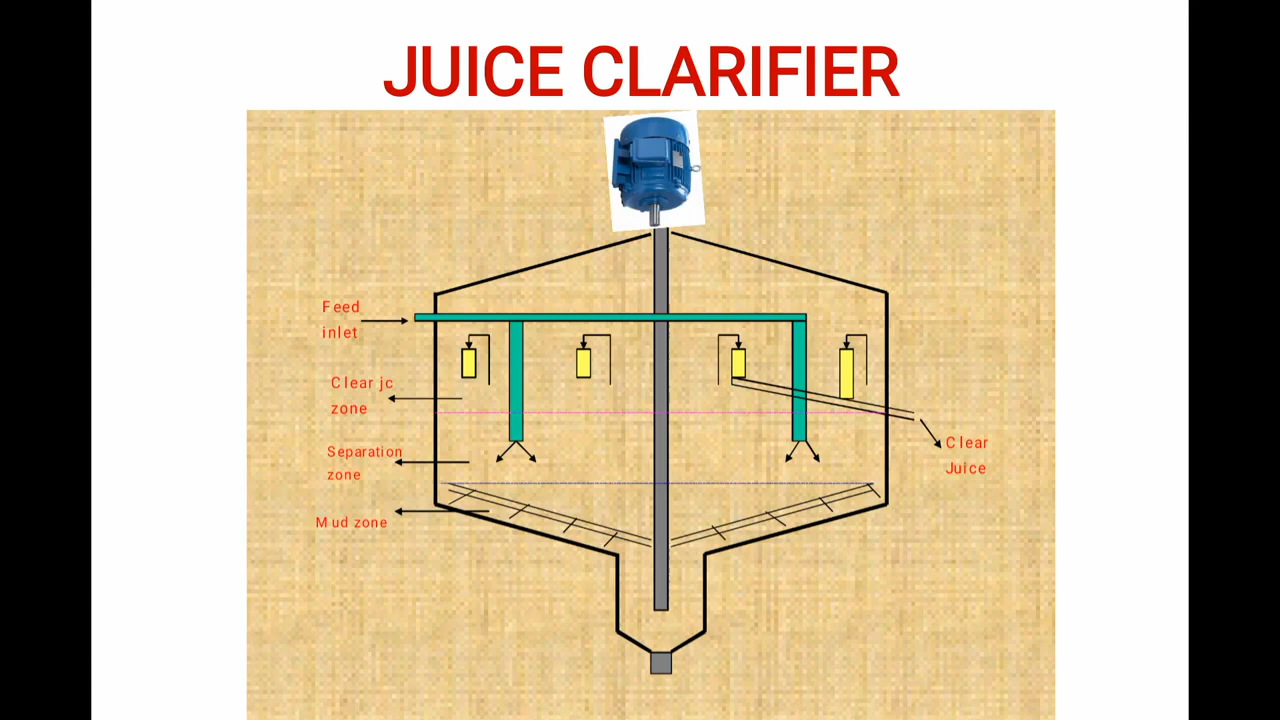 JUICE CLARIFIER
Feed
inlet
Clear jc
zone
Separation
zone
Mud zone
Clear
Juice